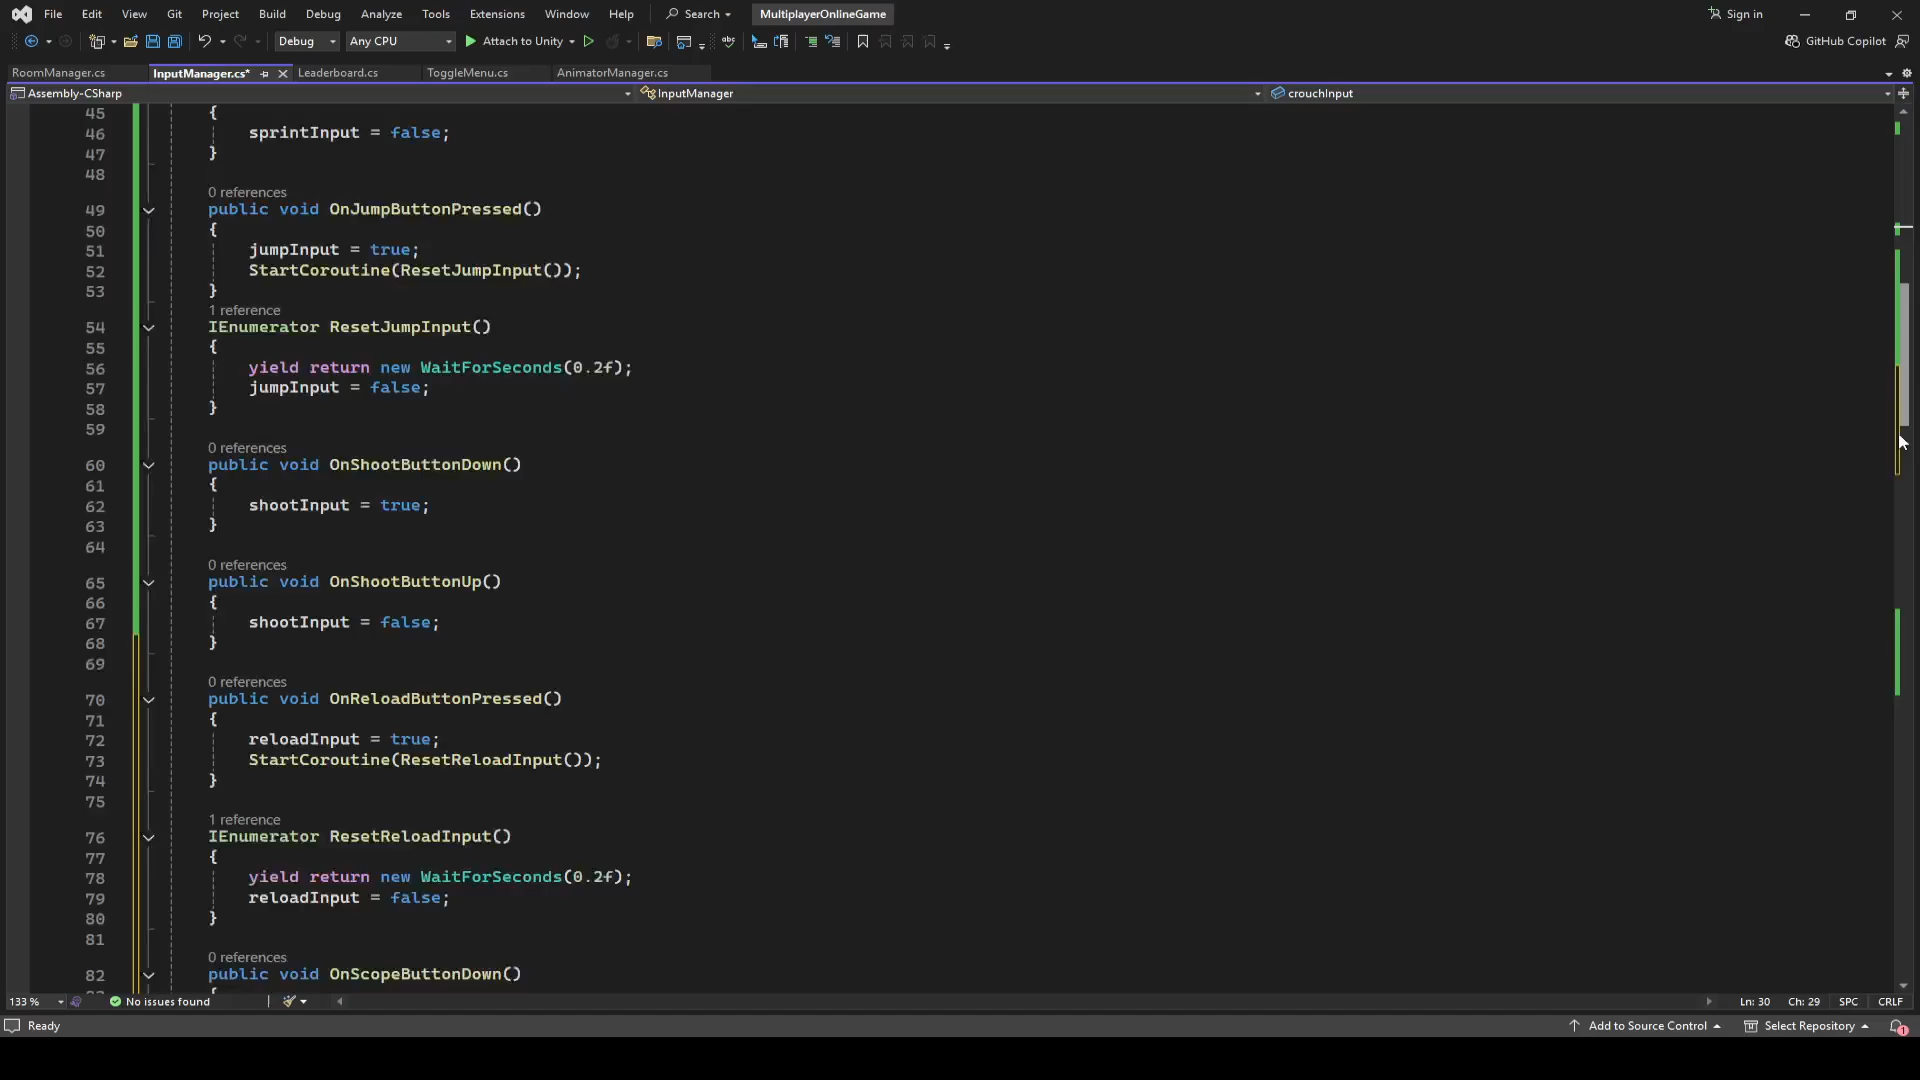 File Edit View Git Project Build Debug Analyze Tools Extensions Window Help Search MultiplayerOnlineGame Sign in
Debug Any CPU Attach to Unity GitHub Copilot
RoomManager.cs InputManager.cs* Leaderboard.cs ToggleMenu.cs AnimatorManager.cs
Assembly-CSharp InputManager crouchInput
45 {
46 sprintInput = false;
47 }
48
0 references
49 public void OnJumpButtonPressed()
50 {
51 jumpInput = true;
52 StartCoroutine(ResetJumpInput());
53 }
1 reference
54 IEnumerator ResetJumpInput()
55 {
56 yield return new WaitForSeconds(0.2f);
57 jumpInput = false;
58 }
59
0 references
60 public void OnShootButtonDown()
61 {
62 shootInput = true;
63 }
64
0 references
65 public void OnShootButtonUp()
66 {
67 shootInput = false;
68 }
69
0 references
70 public void OnReloadButtonPressed()
71 {
72 reloadInput = true;
73 StartCoroutine(ResetReloadInput());
74 }
75
1 reference
76 IEnumerator ResetReloadInput()
77 {
78 yield return new WaitForSeconds(0.2f);
79 reloadInput = false;
80 }
81
0 references
82 public void OnScopeButtonDown()
133 % No issues found Ln: 30 Ch: 29 SPC CRLF
Ready Add to Source Control Select Repository 1